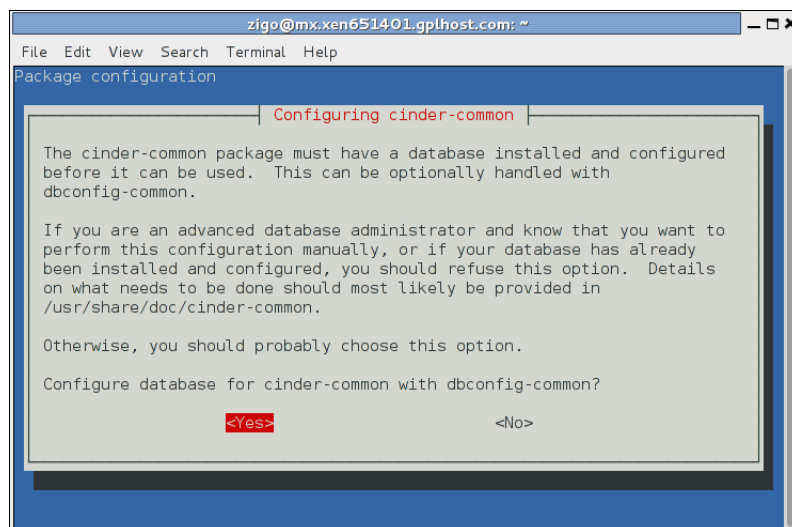 zigo@mx.xen651401.gplhost.com: ~
File Edit View Search Terminal Help
Package configuration
Configuring cinder-common
The cinder-common package must have a database installed and configured
before it can be used.  This can be optionally handled with
dbconfig-common.
If you are an advanced database administrator and know that you want to
perform this configuration manually, or if your database has already
been installed and configured, you should refuse this option.  Details
on what needs to be done should most likely be provided in
/usr/share/doc/cinder-common.
Otherwise, you should probably choose this option.
Configure database for cinder-common with dbconfig-common?
<Yes> <No>